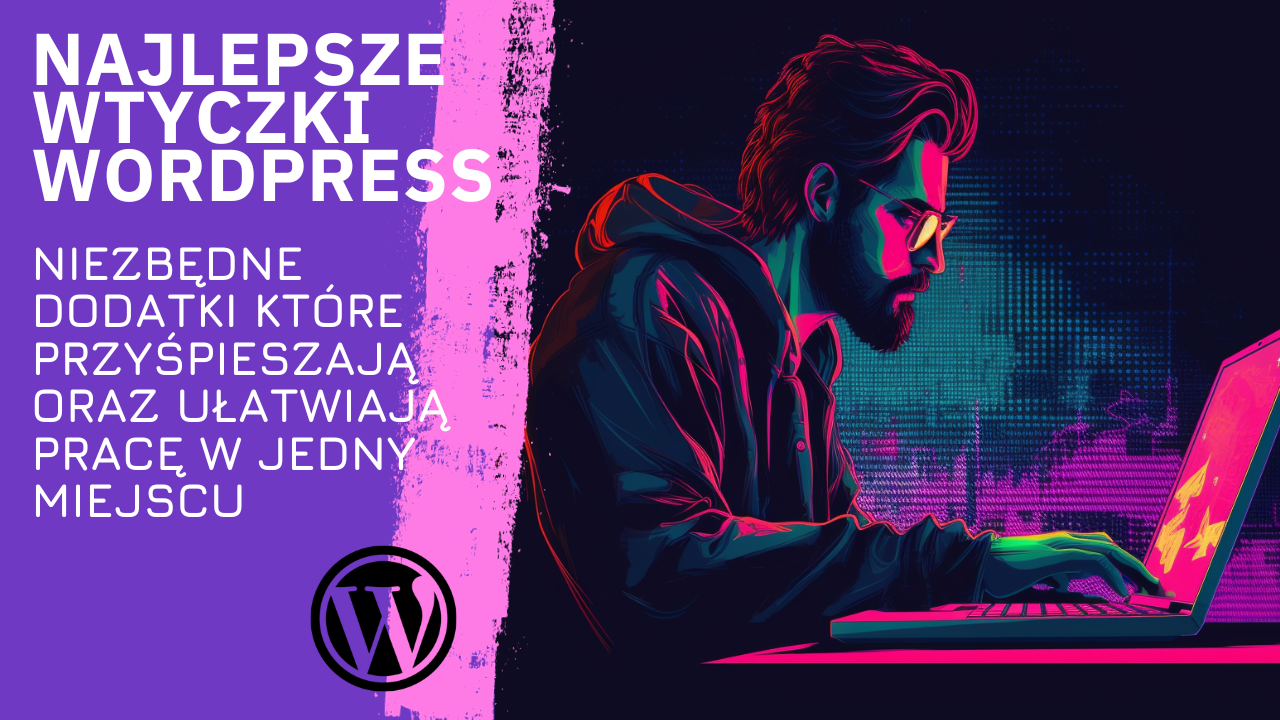 NAJLEPSZE
WTYCZKI
WORDPRESS
NIEZBĘDNE
DODATKI KTÓRE
PRZYŚPIESZAJĄ
ORAZ UŁATWIAJĄ
PRACĘ W JEDNY
MIEJSCU